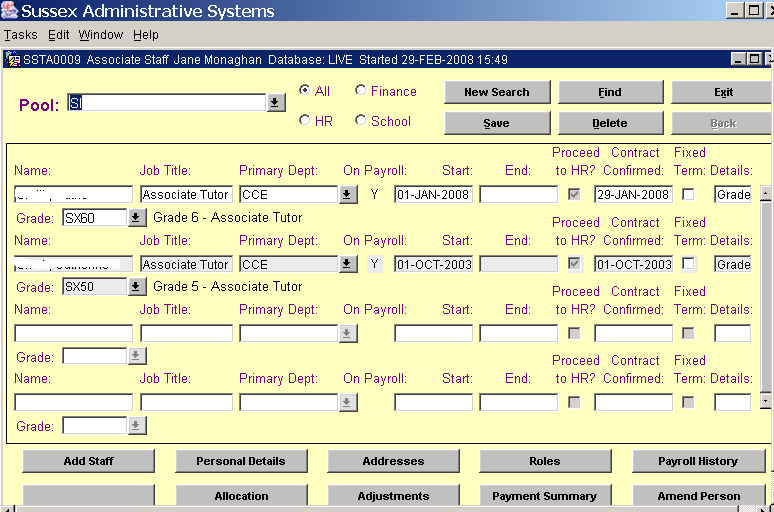 Sussex Administrative Systems
Tasks Edit Window Help
SSTA0009 Associate Staff Jane Monaghan Database: LIVE Started 29-FEB-2008 15:49
Pool: All Finance New Search Find Exit
HR School Save Delete Back
Proceed Contract Fixed
Name: Job Title: Primary Dept: On Payroll: Start: End: to HR? Confirmed: Term: Details:
Associate Tutor CCE Y 01-JAN-2008 29-JAN-2008 Grade
Grade: SX60 Grade 6 - Associate Tutor
Proceed Contract Fixed
Name: Job Title: Primary Dept: On Payroll: Start: End: to HR? Confirmed: Term: Details:
Associate Tutor CCE Y 01-OCT-2003 01-OCT-2003 Grade
Grade: SX50 Grade 5 - Associate Tutor
Proceed Contract Fixed
Name: Job Title: Primary Dept: On Payroll: Start: End: to HR? Confirmed: Term: Details:
Grade:
Proceed Contract Fixed
Name: Job Title: Primary Dept: On Payroll: Start: End: to HR? Confirmed: Term: Details:
Grade:
Add Staff Personal Details Addresses Roles Payroll History
Allocation Adjustments Payment Summary Amend Person